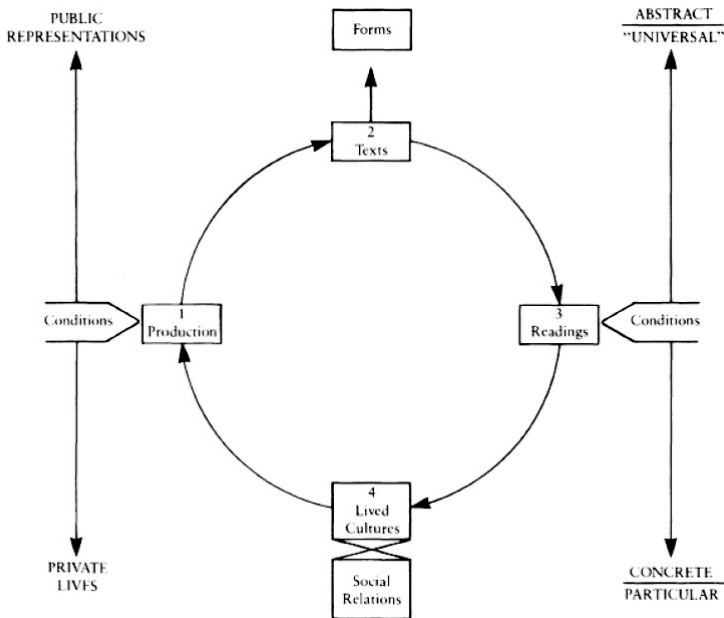 PUBLIC
REPRESENTATIONS
Forms
ABSTRACT
"UNIVERSAL"
2
Texts
Conditions
1
Production
3
Readings
Conditions
4
Lived
Cultures
PRIVATE
LIVES
Social
Relations
CONCRETE
PARTICULAR